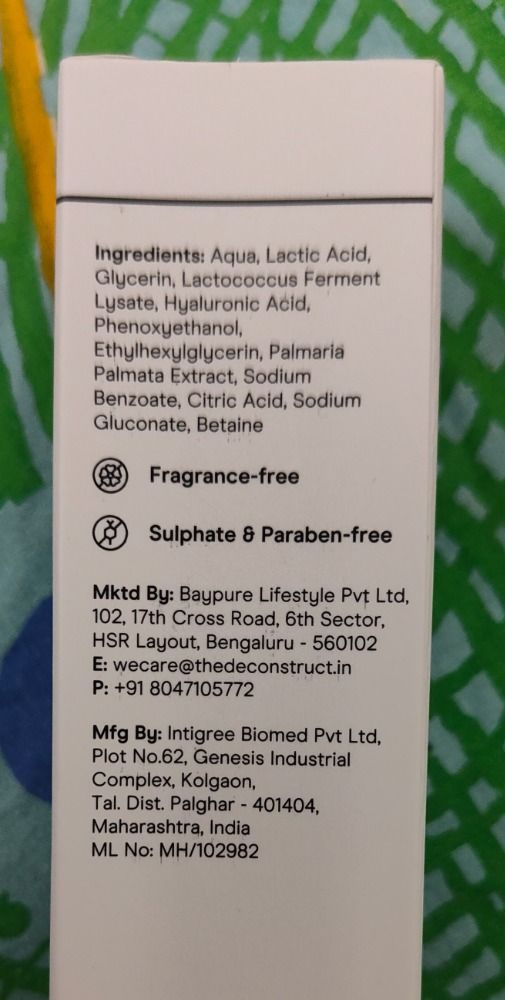 Ingredients: Aqua, Lactic Acid,
Glycerin, Lactococcus Ferment
Lysate, Hyaluronic Acid,
Phenoxyethanol,
Ethylhexylglycerin, Palmaria
Palmata Extract, Sodium
Benzoate, Citric Acid, Sodium
Gluconate, Betaine
Fragrance-free
Sulphate & Paraben-free
Mktd By: Baypure Lifestyle Pvt Ltd,
102, 17th Cross Road, 6th Sector,
HSR Layout, Bengaluru - 560102
E: wecare@thedeconstruct.in
P: +91 8047105772
Mfg By: Intigree Biomed Pvt Ltd,
Plot No.62, Genesis Industrial
Complex, Kolgaon,
Tal. Dist. Palghar - 401404,
Maharashtra, India
ML No: MH/102982